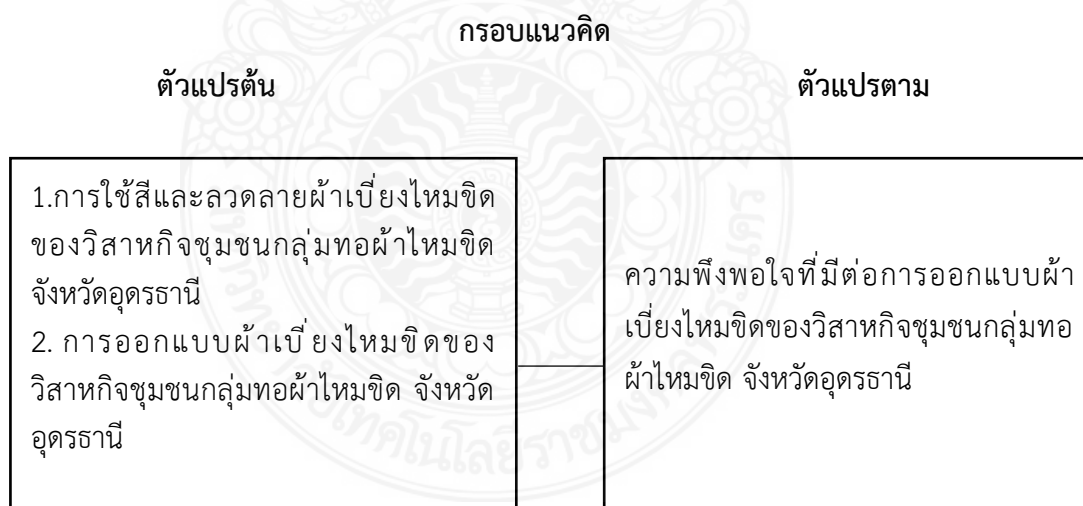 กรอบแนวคิด
ตัวแปรต้น
ตัวแปรตาม
1.การใช้สีและลวดลายผ้าเบี่ยงไหมขิด
ของวิสาหกิจชุมชนกลุ่มทอผ้าไหมขิด
จังหวัดอุดรธานี
2. การออกแบบผ้าเบี่ยงไหมขิดของ
วิสาหกิจชุมชนกลุ่มทอผ้าไหมขิด จังหวัด
อุดรธานี
ความพึงพอใจที่มีต่อการออกแบบผ้า
เบี่ยงไหมขิดของวิสาหกิจชุมชนกลุ่มทอ
ผ้าไหมขิด จังหวัดอุดรธานี